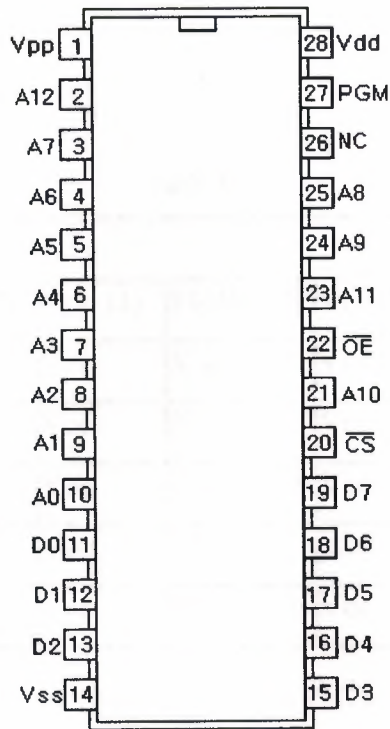 Vpp 1 28 Vdd
A12 2 27 PGM
A7 3 26 NC
A6 4 25 A8
A5 5 24 A9
A4 6 23 A11
A3 7 22 O̅E̅
A2 8 21 A10
A1 9 20 C̅S̅
A0 10 19 D7
D0 11 18 D6
D1 12 17 D5
D2 13 16 D4
Vss 14 15 D3